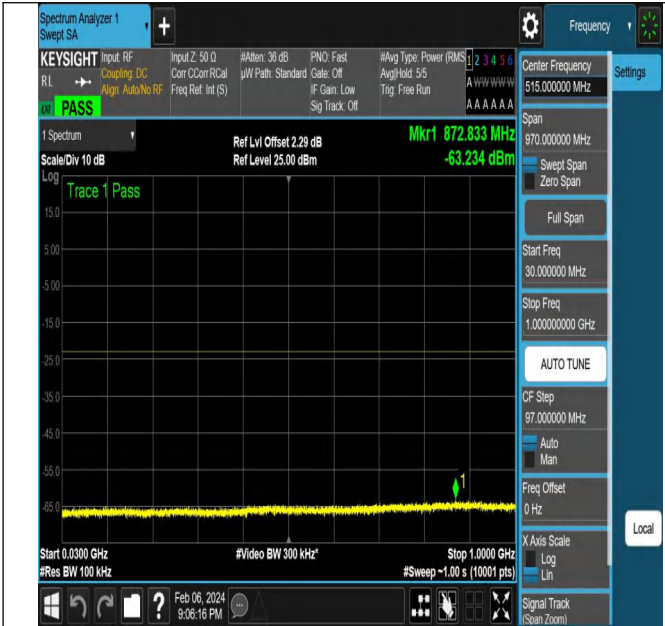 Spectrum Analyzer 1
Swept SA
+
Frequency
KEYSIGHT
RL
PASS
Input: RF
Coupling: DC
Align: Auto/No RF
Input Z: 50 Ω
Corr CCorr RCal
Freq Ref: Int (S)
#Atten: 36 dB
µW Path: Standard
PNO: Fast
Gate: Off
IF Gain: Low
Sig Track: Off
#Avg Type: Power (RMS
Avg|Hold: 5/5
Trig: Free Run
1 2 3 4 5 6
A W W W W W
A A A A A A
1 Spectrum
Scale/Div 10 dB
Log
Ref Lvl Offset 2.29 dB
Ref Level 25.00 dBm
Mkr1 872.833 MHz
-63.234 dBm
Trace 1 Pass
15.0
5.00
-5.00
-15.0
-25.0
-35.0
-45.0
-55.0
-65.0
1
Start 0.0300 GHz
#Res BW 100 kHz
#Video BW 300 kHz*
Stop 1.0000 GHz
#Sweep ~1.00 s (10001 pts)
?
Feb 06, 2024
9:06:16 PM
Center Frequency
515.000000 MHz
Settings
Span
970.000000 MHz
Swept Span
Zero Span
Full Span
Start Freq
30.000000 MHz
Stop Freq
1.000000000 GHz
AUTO TUNE
CF Step
97.000000 MHz
Auto
Man
Freq Offset
0 Hz
X Axis Scale
Log
Lin
Local
Signal Track
(Span Zoom)